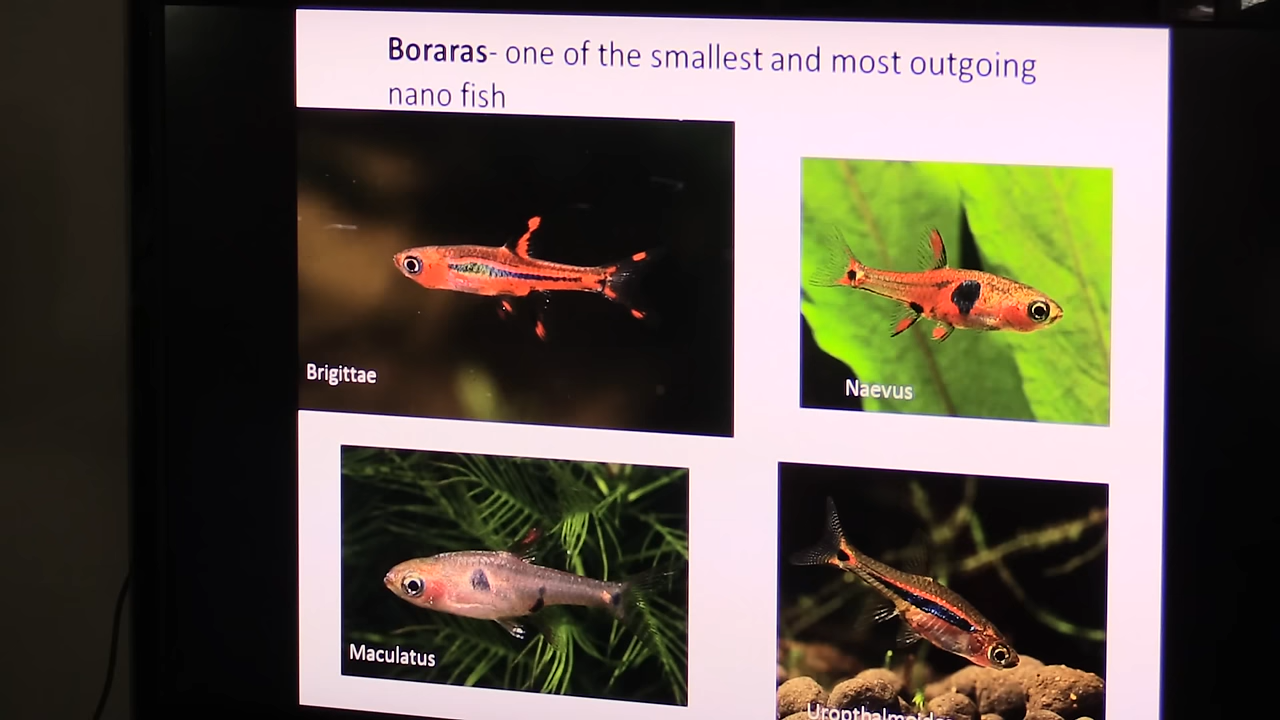 Boraras- one of the smallest and most outgoing
nano fish
Brigittae
Naevus
Maculatus